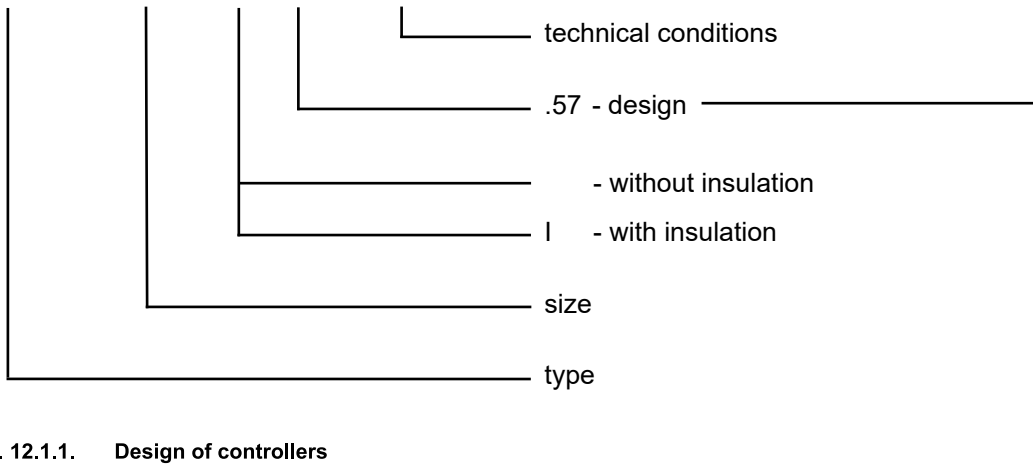 technical conditions
.57 - design
- without insulation
I - with insulation
size
type
. 12.1.1. Design of controllers